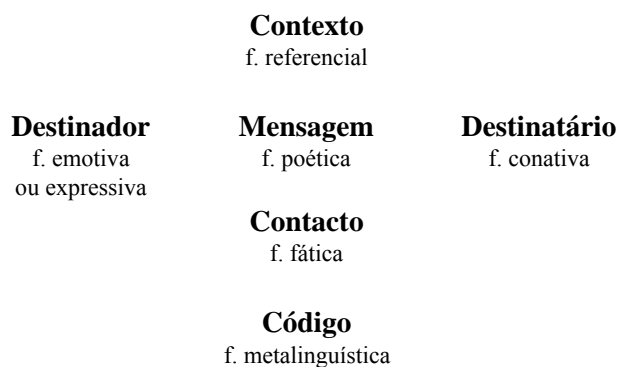 Contexto
f. referencial
Destinador Mensagem Destinatário
f. emotiva f. poética f. conativa
ou expressiva
Contacto
f. fática
Código
f. metalinguística